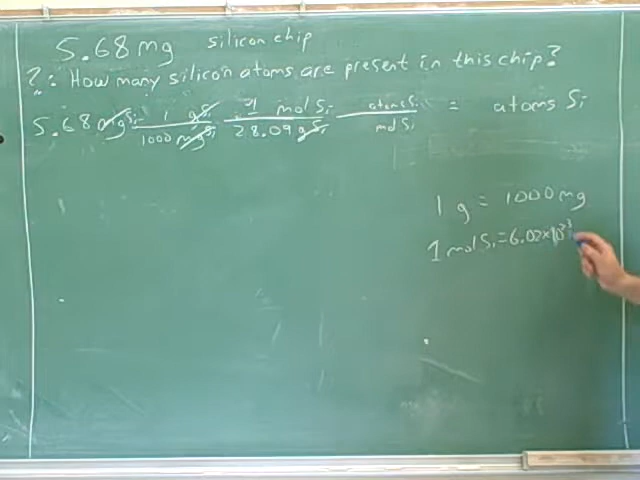 5.68 mg silicon chip
?: How many silicon atoms are present in this chip?
5.68 mg Si 1 g Si 1 mol Si atoms Si = atoms Si
1000 mg Si 28.09 g Si mol Si
1 g = 1000 mg
1 mol Si = 6.02×10²³